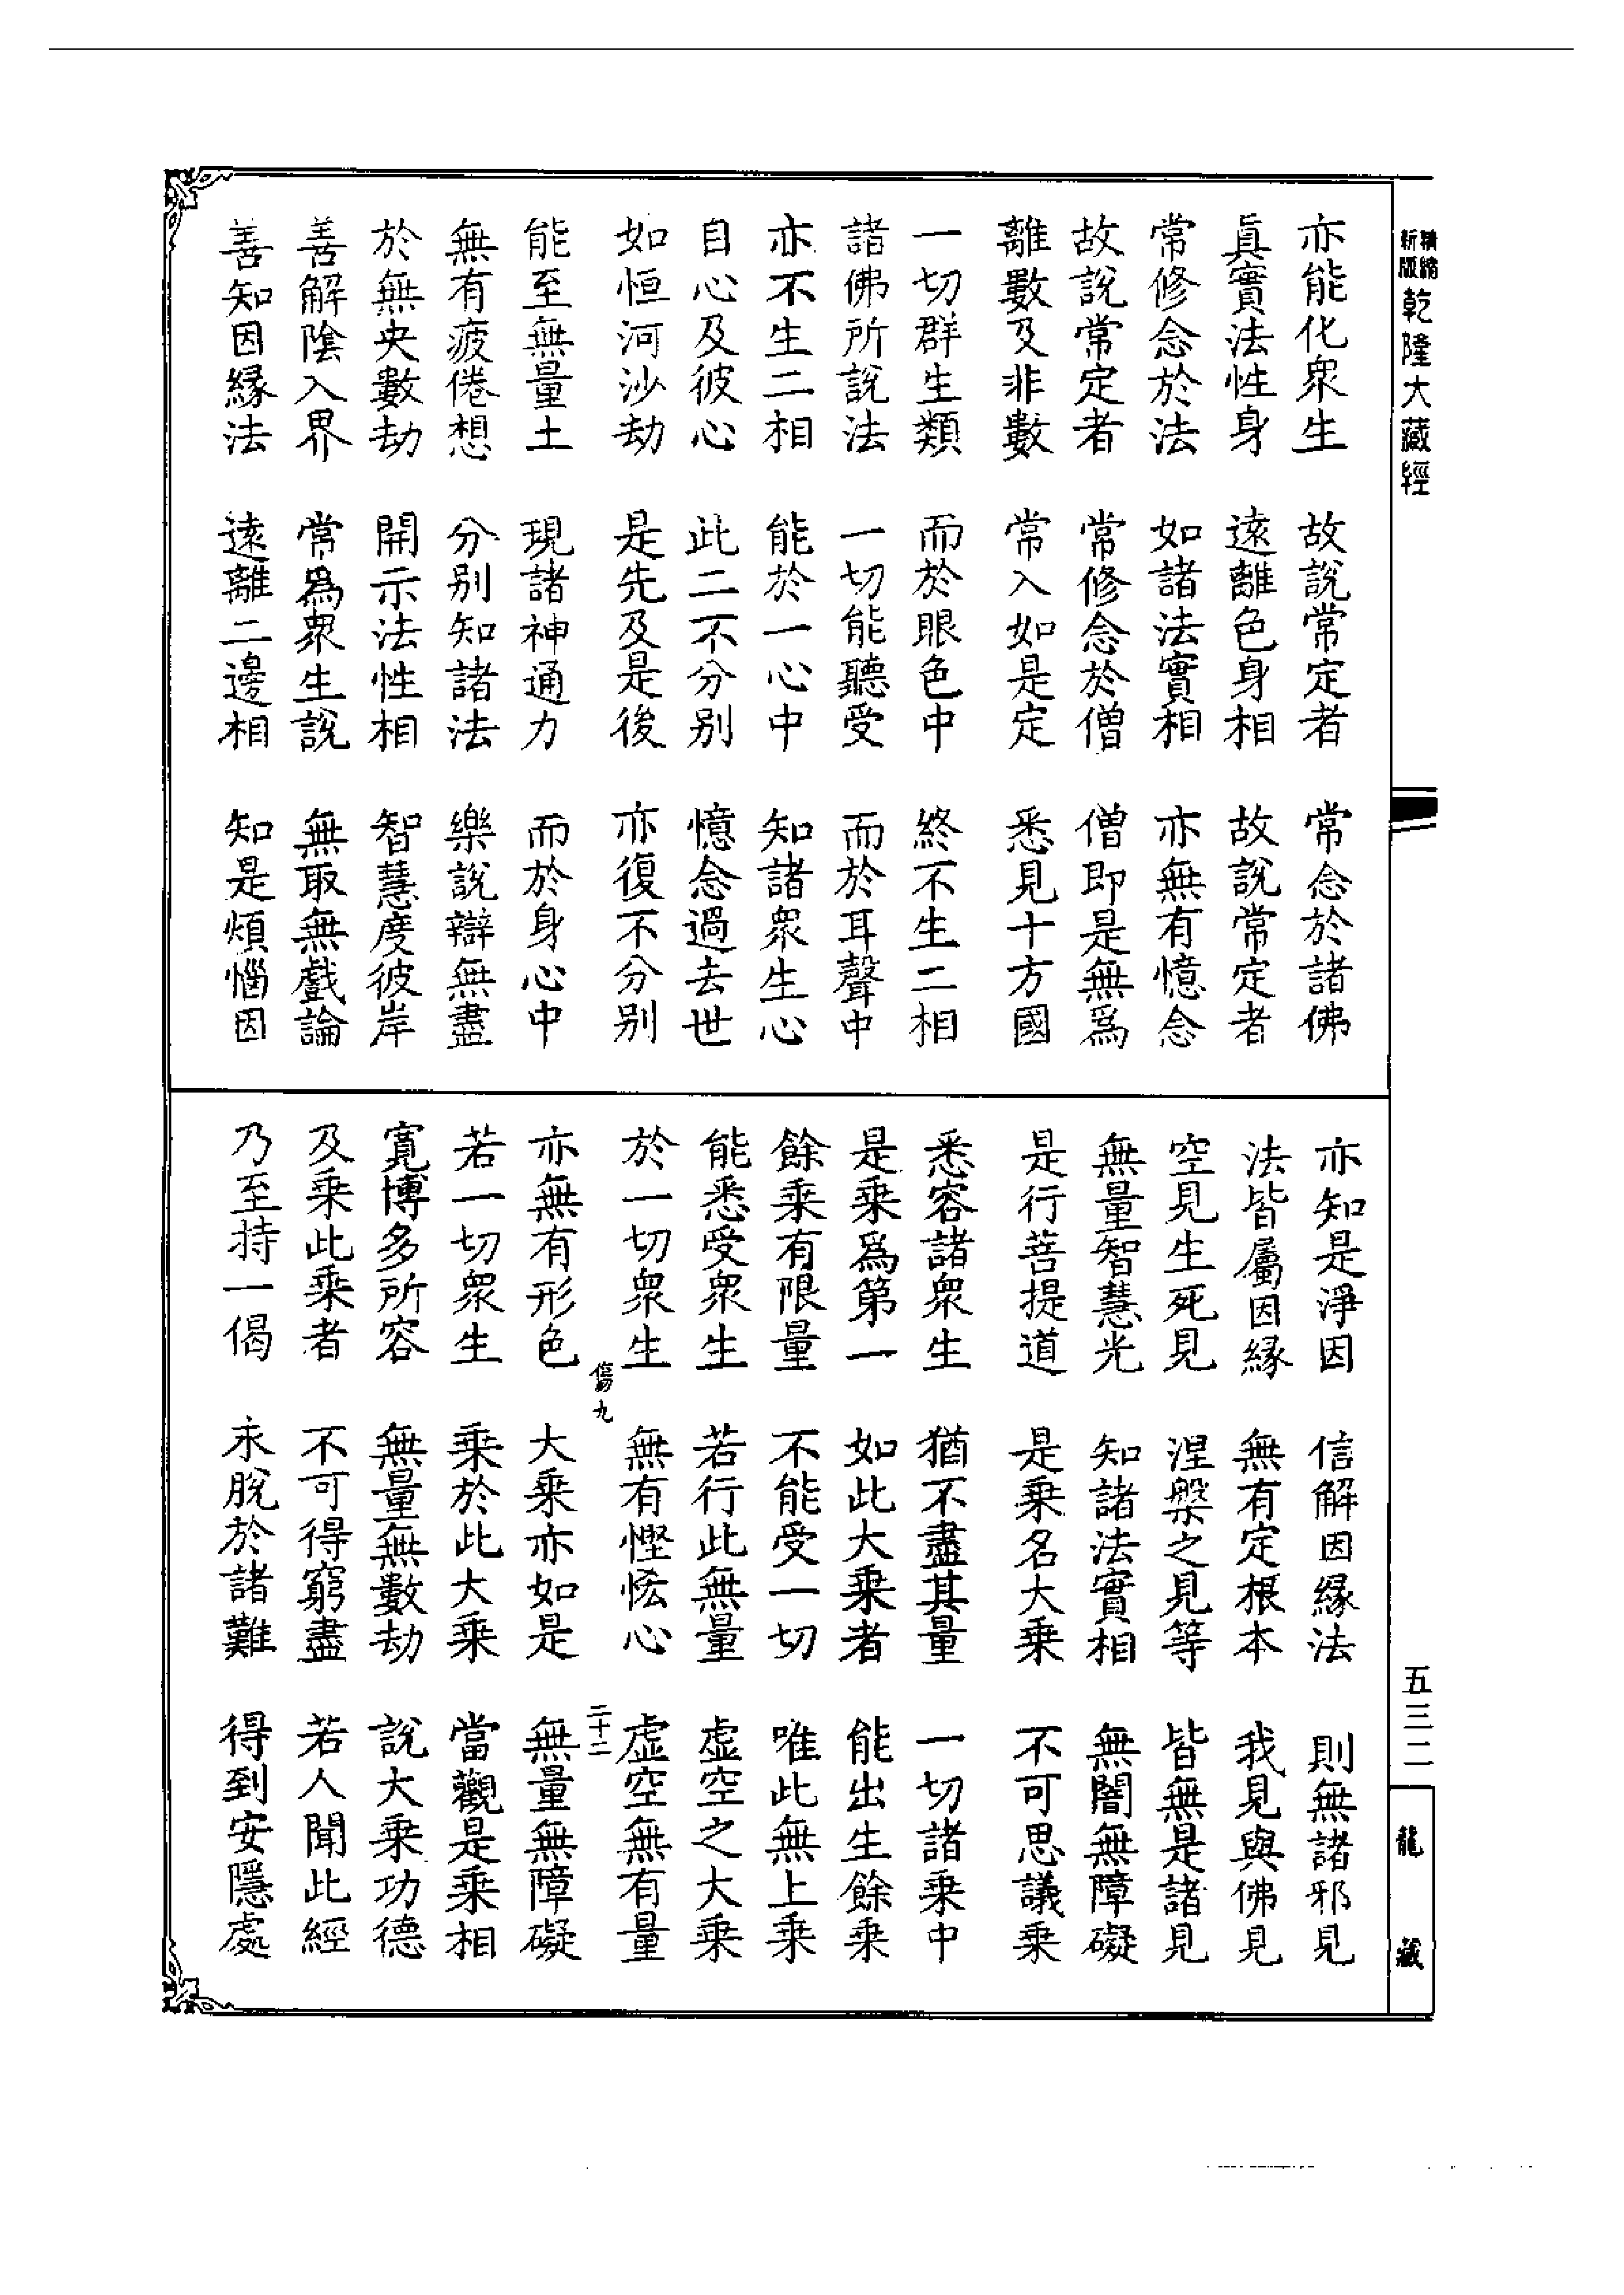 精縮新版乾隆大藏經
亦能化衆生 故說常定者 常念於諸佛
真實法性身 遠離色身相 故說常定者
常修念於法 如諸法實相 亦無有憶念
故說常定者 常修念於僧 僧即是無爲
離數及非數 常入如是定 悉見十方國
一切群生類 而於眼色中 終不生二相
諸佛所說法 一切能聽受 而於耳聲中
亦不生二相 能於一心中 知諸衆生心
自心及彼心 此二不分別 憶念過去世
如恒河沙劫 是先及是後 亦復不分別
能至無量土 現諸神通力 而於身心中
無有疲倦想 分別知諸法 樂說辯無盡
於無央數劫 開示法性相 智慧度彼岸
善解陰入界 常爲衆生說 無取無戲論
善知因緣法 遠離二邊相 知是煩惱因
亦知是淨因 信解因緣法 則無諸邪見
法皆屬因緣 無有定根本 我見與佛見
空見生死見 涅槃之見等 皆無是諸見
無量智慧光 知諸法實相 無闇無障礙
是行菩提道 是乘名大乘 不可思議乘
悉容諸衆生 猶不盡其量 一切諸乘中
是乘爲第一 如此大乘者 能出生餘乘
餘乘有限量 不能受一切 唯此無上乘
能悉受衆生 若行此無量 虛空之大乘
於一切衆生 無有慳悋心 虛空無有量
傷九 二十二
亦無有形色 大乘亦如是 無量無障礙
若一切衆生 乘於此大乘 當觀是乘相
寬博多所容 無量無數劫 說大乘功德
及乘此乘者 不可得窮盡 若人聞此經
乃至持一偈 永脫於諸難 得到安隱處
五三二
龍藏